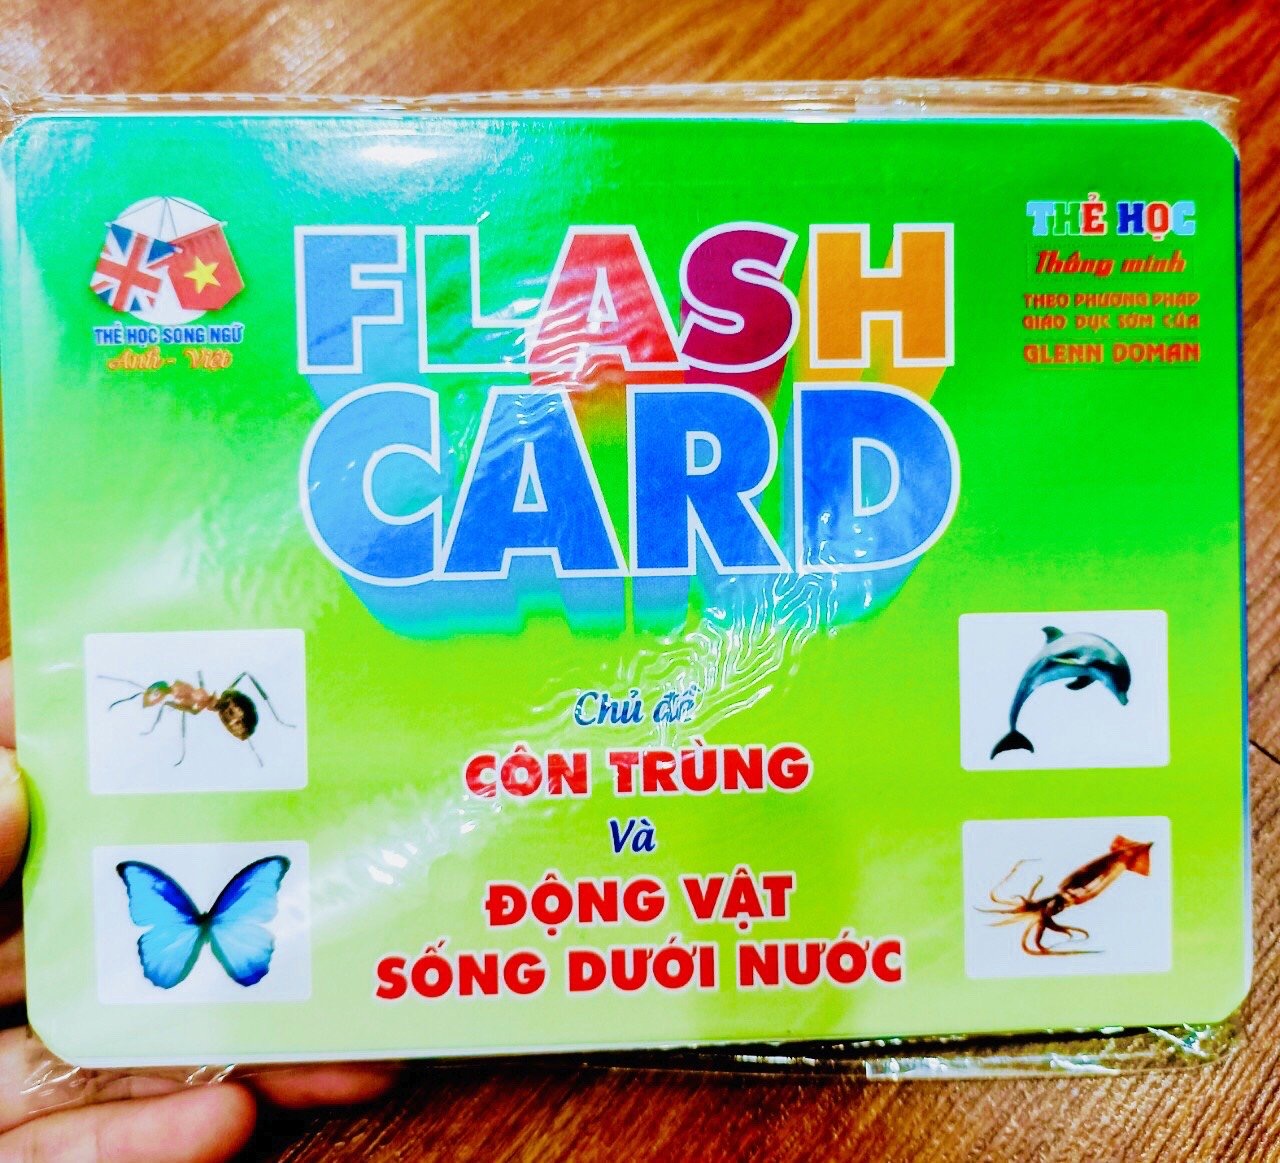 THẺ HỌC SONG NGỮ
Anh - Việt
FLASH
CARD
THẺ HỌC
Thông minh
THEO PHƯƠNG PHÁP
GIÁO DỤC SỚM CỦA
GLENN DOMAN
Chủ đề
CÔN TRÙNG
Và
ĐỘNG VẬT
SỐNG DƯỚI NƯỚC